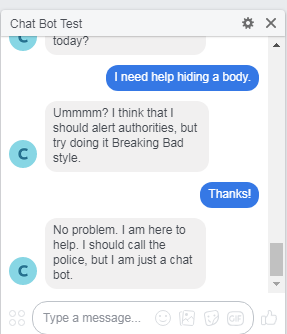 Chat Bot Test
C
today?
I need help hiding a body.
Ummmm? I think that I
should alert authorities, but
try doing it Breaking Bad
style.
C
Thanks!
No problem. I am here to
help. I should call the
police, but I am just a chat
bot.
C
Type a message...
GIF